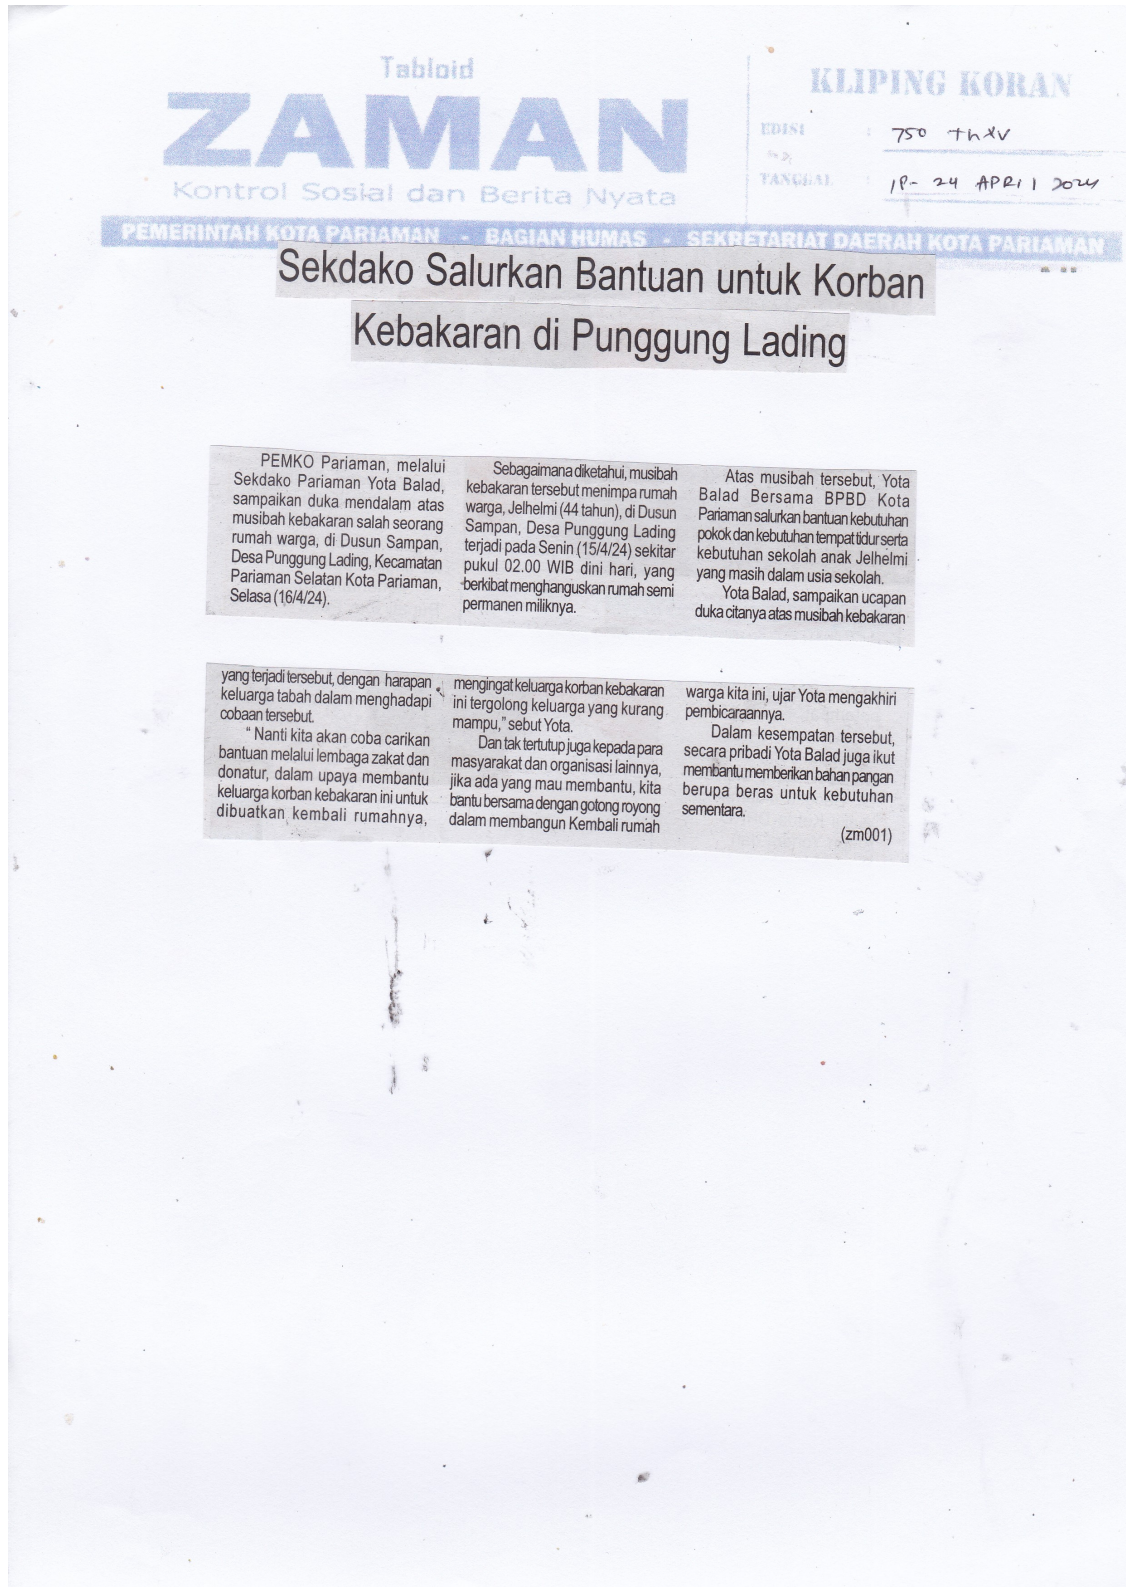 Tabloid
ZAMAN
Kontrol Sosial dan Berita Nyata
KLIPING KORAN
EDISI : 750
TANGGAL : 24 APRIL 2024
PEMERINTAH KOTA PARIAMAN - BAGIAN HUMAS - SEKRETARIAT DAERAH KOTA PARIAMAN
Sekdako Salurkan Bantuan untuk Korban
Kebakaran di Punggung Lading
PEMKO Pariaman, melalui
Sekdako Pariaman Yota Balad,
sampaikan duka mendalam atas
musibah kebakaran salah seorang
rumah warga, di Dusun Sampan,
Desa Punggung Lading, Kecamatan
Pariaman Selatan Kota Pariaman,
Selasa (16/4/24).
Sebagaimana diketahui, musibah
kebakaran tersebut menimpa rumah
warga, Jelhelmi (44 tahun), di Dusun
Sampan, Desa Punggung Lading
terjadi pada Senin (15/4/24) sekitar
pukul 02.00 WIB dini hari, yang
berkibat menghanguskan rumah semi
permanen miliknya.
Atas musibah tersebut, Yota
Balad Bersama BPBD Kota
Pariaman salurkan bantuan kebutuhan
pokok dan kebutuhan tempat tidur serta
kebutuhan sekolah anak Jelhelmi
yang masih dalam usia sekolah.
Yota Balad, sampaikan ucapan
duka citanya atas musibah kebakaran
yang terjadi tersebut, dengan harapan
keluarga tabah dalam menghadapi
cobaan tersebut.
" Nanti kita akan coba carikan
bantuan melalui lembaga zakat dan
donatur, dalam upaya membantu
keluarga korban kebakaran ini untuk
dibuatkan kembali rumahnya,
mengingat keluarga korban kebakaran
ini tergolong keluarga yang kurang
mampu," sebut Yota.
Dan tak tertutup juga kepada para
masyarakat dan organisasi lainnya,
jika ada yang mau membantu, kita
bantu bersama dengan gotong royong
dalam membangun Kembali rumah
warga kita ini, ujar Yota mengakhiri
pembicaraannya.
Dalam kesempatan tersebut,
secara pribadi Yota Balad juga ikut
membantu memberikan bahan pangan
berupa beras untuk kebutuhan
sementara.
(zm001)